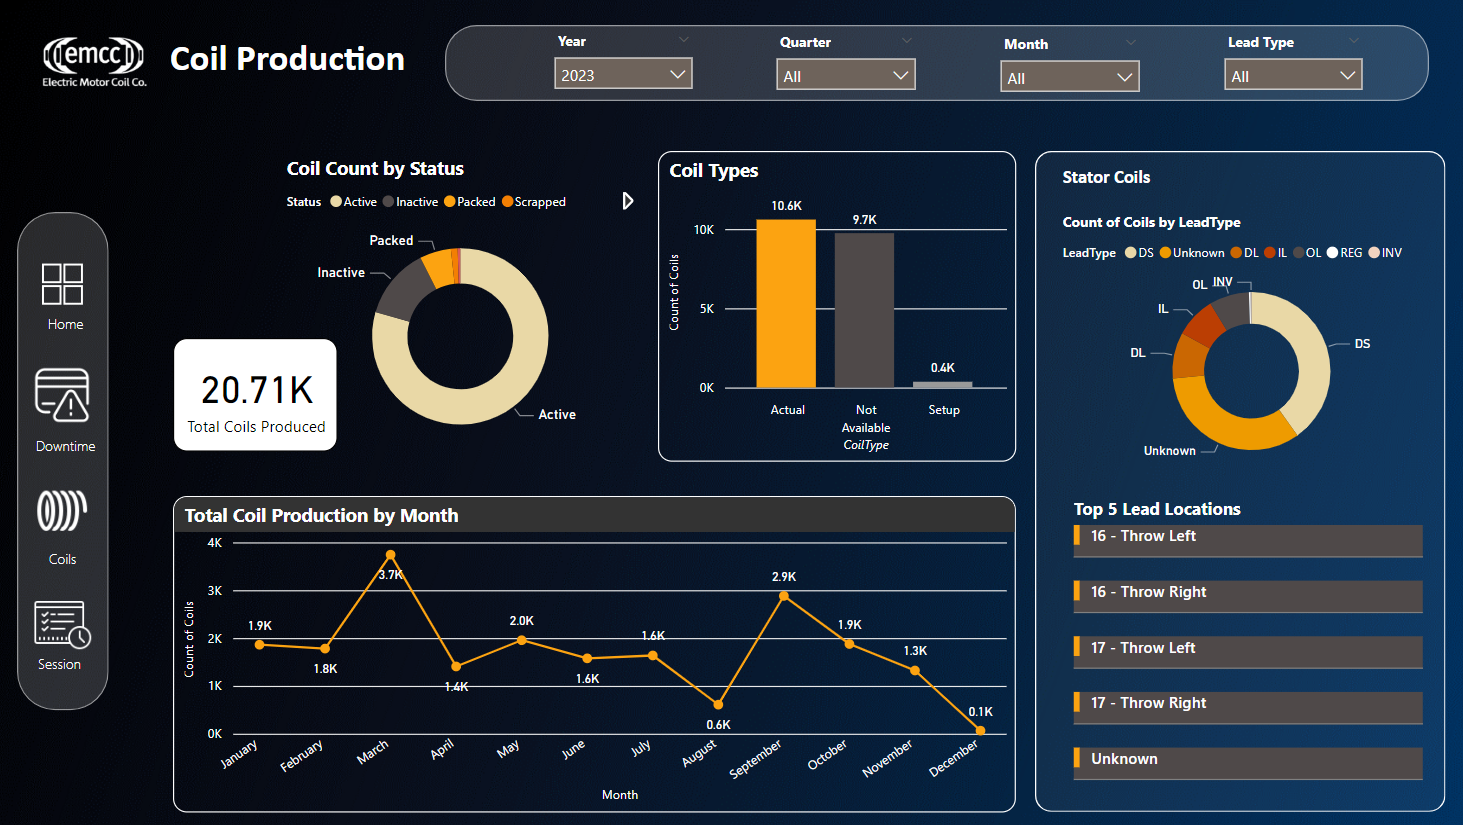 emcc
Electric Motor Coil Co.
Coil Production
Year
2023
Quarter
All
Month
All
Lead Type
All
Home
Downtime
Coils
Session
Coil Count by Status
Status Active Inactive Packed Scrapped
Packed
Inactive
Active
20.71K
Total Coils Produced
Coil Types
Count of Coils
10K
5K
0K
10.6K
9.7K
0.4K
Actual
Not
Available
Setup
CoilType
Stator Coils
Count of Coils by LeadType
LeadType DS Unknown DL IL OL REG INV
OL INV
IL
DL
DS
Unknown
Top 5 Lead Locations
16 - Throw Left
16 - Throw Right
17 - Throw Left
17 - Throw Right
Unknown
Total Coil Production by Month
Count of Coils
4K
3K
2K
1K
0K
1.9K
1.8K
3.7K
1.4K
2.0K
1.6K
1.6K
0.6K
2.9K
1.9K
1.3K
0.1K
January
February
March
April
May
June
July
August
September
October
November
December
Month